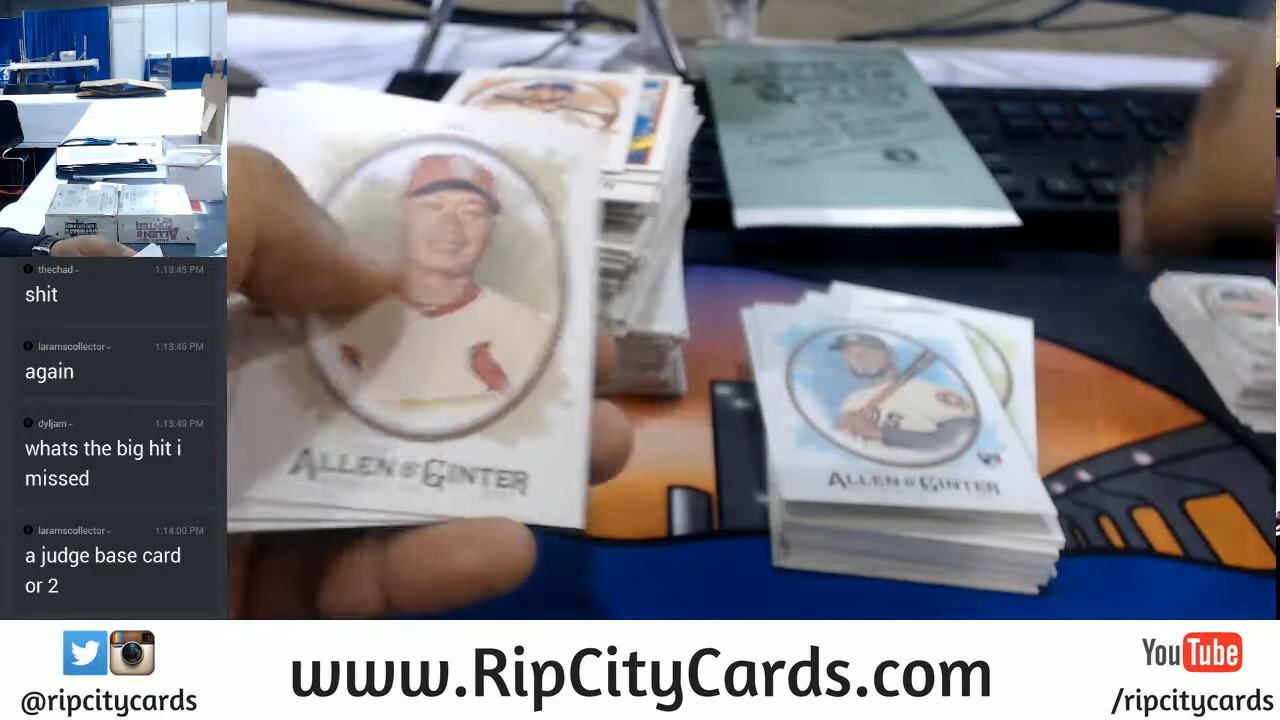 thechad- 1:13:45 PM
shit
laramscollector- 1:13:46 PM
again
dyljam- 1:13:49 PM
whats the big hit i
missed
laramscollector- 1:14:00 PM
a judge base card
or 2
ALLEN & GINTER
ALLEN & GINTER
www.RipCityCards.com
@ripcitycards
YouTube
/ripcitycards